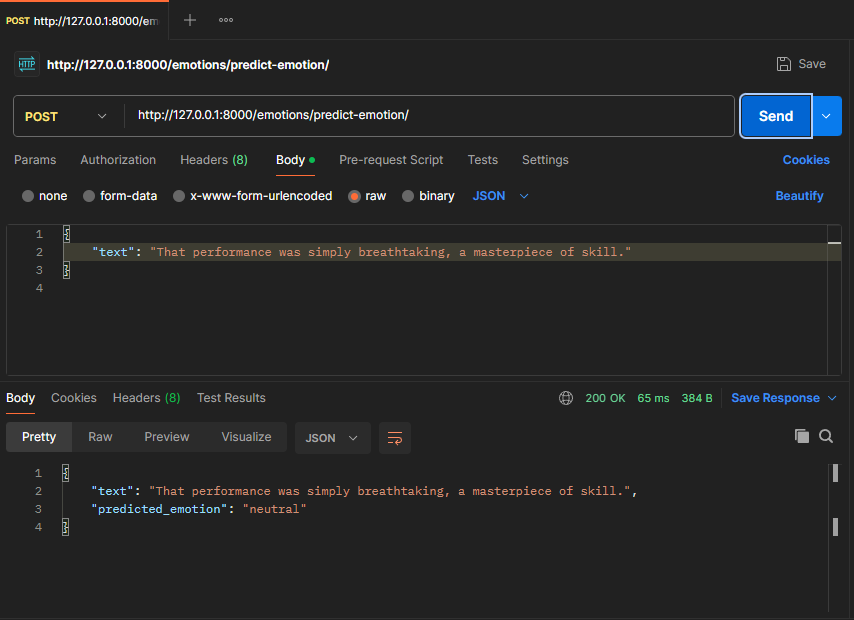 POST http://127.0.0.1:8000/em
HTTP http://127.0.0.1:8000/emotions/predict-emotion/ Save
POST http://127.0.0.1:8000/emotions/predict-emotion/ Send
Params Authorization Headers (8) Body Pre-request Script Tests Settings Cookies
none form-data x-www-form-urlencoded raw binary JSON Beautify
1 {
2 "text": "That performance was simply breathtaking, a masterpiece of skill."
3 }
4
Body Cookies Headers (8) Test Results 200 OK 65 ms 384 B Save Response
Pretty Raw Preview Visualize JSON
1 {
2 "text": "That performance was simply breathtaking, a masterpiece of skill.",
3 "predicted_emotion": "neutral"
4 }